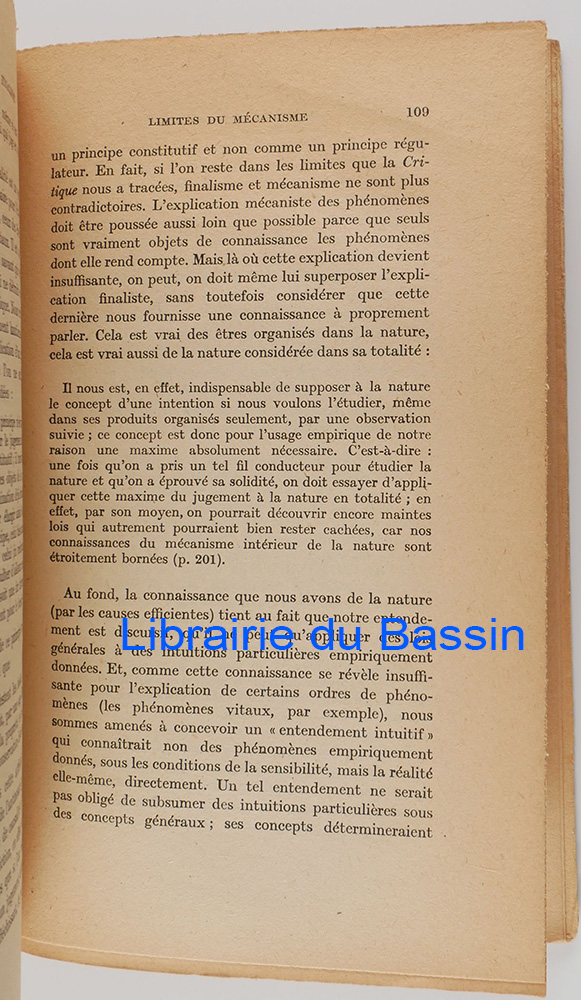 LIMITES DU MÉCANISME 109
un principe constitutif et non comme un principe régu-
lateur. En fait, si l'on reste dans les limites que la Cri-
tique nous a tracées, finalisme et mécanisme ne sont plus
contradictoires. L'explication mécaniste des phénomènes
doit être poussée aussi loin que possible parce que seuls
sont vraiment objets de connaissance les phénomènes
dont elle rend compte. Mais là où cette explication devient
insuffisante, on peut, on doit même lui superposer l'expli-
cation finaliste, sans toutefois considérer que cette
dernière nous fournisse une connaissance à proprement
parler. Cela est vrai des êtres organisés dans la nature,
cela est vrai aussi de la nature considérée dans sa totalité :
Il nous est, en effet, indispensable de supposer à la nature
le concept d'une intention si nous voulons l'étudier, même
dans ses produits organisés seulement, par une observation
suivie ; ce concept est donc pour l'usage empirique de notre
raison une maxime absolument nécessaire. C'est-à-dire :
une fois qu'on a pris un tel fil conducteur pour étudier la
nature et qu'on a éprouvé sa solidité, on doit essayer d'appli-
quer cette maxime du jugement à la nature en totalité ; en
effet, par son moyen, on pourrait découvrir encore maintes
lois qui autrement pourraient bien rester cachées, car nos
connaissances du mécanisme intérieur de la nature sont
étroitement bornées (p. 201).
Au fond, la connaissance que nous avons de la nature
(par les causes efficientes) tient au fait que notre entende-
ment est discursif, qu'il ne peut qu'appliquer des lois
Librairie du Bassin
générales à des intuitions particulières empiriquement
données. Et, comme cette connaissance se révèle insuffi-
sante pour l'explication de certains ordres de phéno-
mènes (les phénomènes vitaux, par exemple), nous
sommes amenés à concevoir un « entendement intuitif »
qui connaîtrait non des phénomènes empiriquement
donnés, sous les conditions de la sensibilité, mais la réalité
elle-même, directement. Un tel entendement ne serait
pas obligé de subsumer des intuitions particulières sous
des concepts généraux ; ses concepts détermineraient